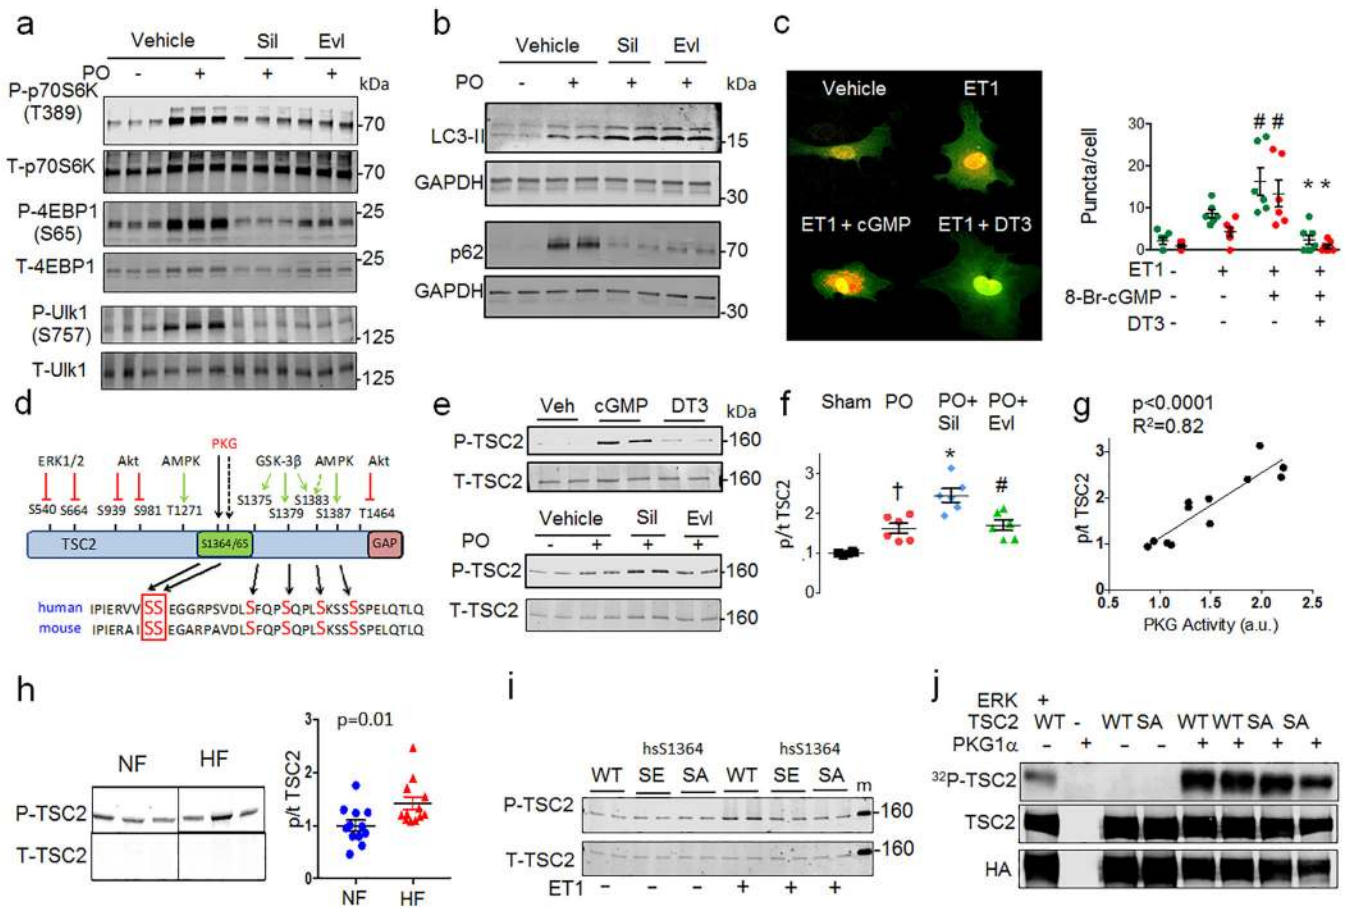 a
Vehicle Sil Evl
PO - + + + kDa
P-p70S6K
(T389)
-70
T-p70S6K
-70
P-4EBP1
(S65)
-25
T-4EBP1
-25
P-Ulk1
(S757)
-125
T-Ulk1
-125
b
Vehicle Sil Evl
PO - + + + kDa
LC3-II
-15
GAPDH
-30
p62
-70
GAPDH
-30
c
Vehicle ET1
ET1 + cGMP ET1 + DT3
Puncta/cell
30
20
10
0
# #
* *
ET1 - + + +
8-Br-cGMP - - + +
DT3 - +
d
PKG
ERK1/2 Akt AMPK GSK-3β AMPK Akt
S540 S664 S939 S981 T1271 S1375 S1379 S1383 S1387 T1464
TSC2 S1364/65 GAP
human IPIERVVSSEGGRPSVDLSFQPSQPLSKSSSSPELQTLQ
mouse IPIERAISSEGARPAVDLSFQPSQPLSKSSSSPELQTLQ
e
Veh cGMP DT3 kDa
P-TSC2 -160
T-TSC2 -160
Vehicle Sil Evl
PO - + + +
P-TSC2 -160
T-TSC2 -160
f
Sham PO PO+ Sil PO+ Evl
p/t TSC2
3
2
1
0
† * #
g
p<0.0001
R²=0.82
p/t TSC2
3
2
1
0
0.5 1.0 1.5 2.0 2.5
PKG Activity (a.u.)
h
NF HF
P-TSC2
T-TSC2
p=0.01
p/t TSC2
3
2
1
0
NF HF
i
hsS1364 hsS1364
WT SE SA WT SE SA m
P-TSC2 -160
T-TSC2 -160
ET1 - - - + + +
j
ERK +
TSC2 WT - WT SA WT WT SA SA
PKG1α - + - - + + + +
³²P-TSC2
TSC2
HA